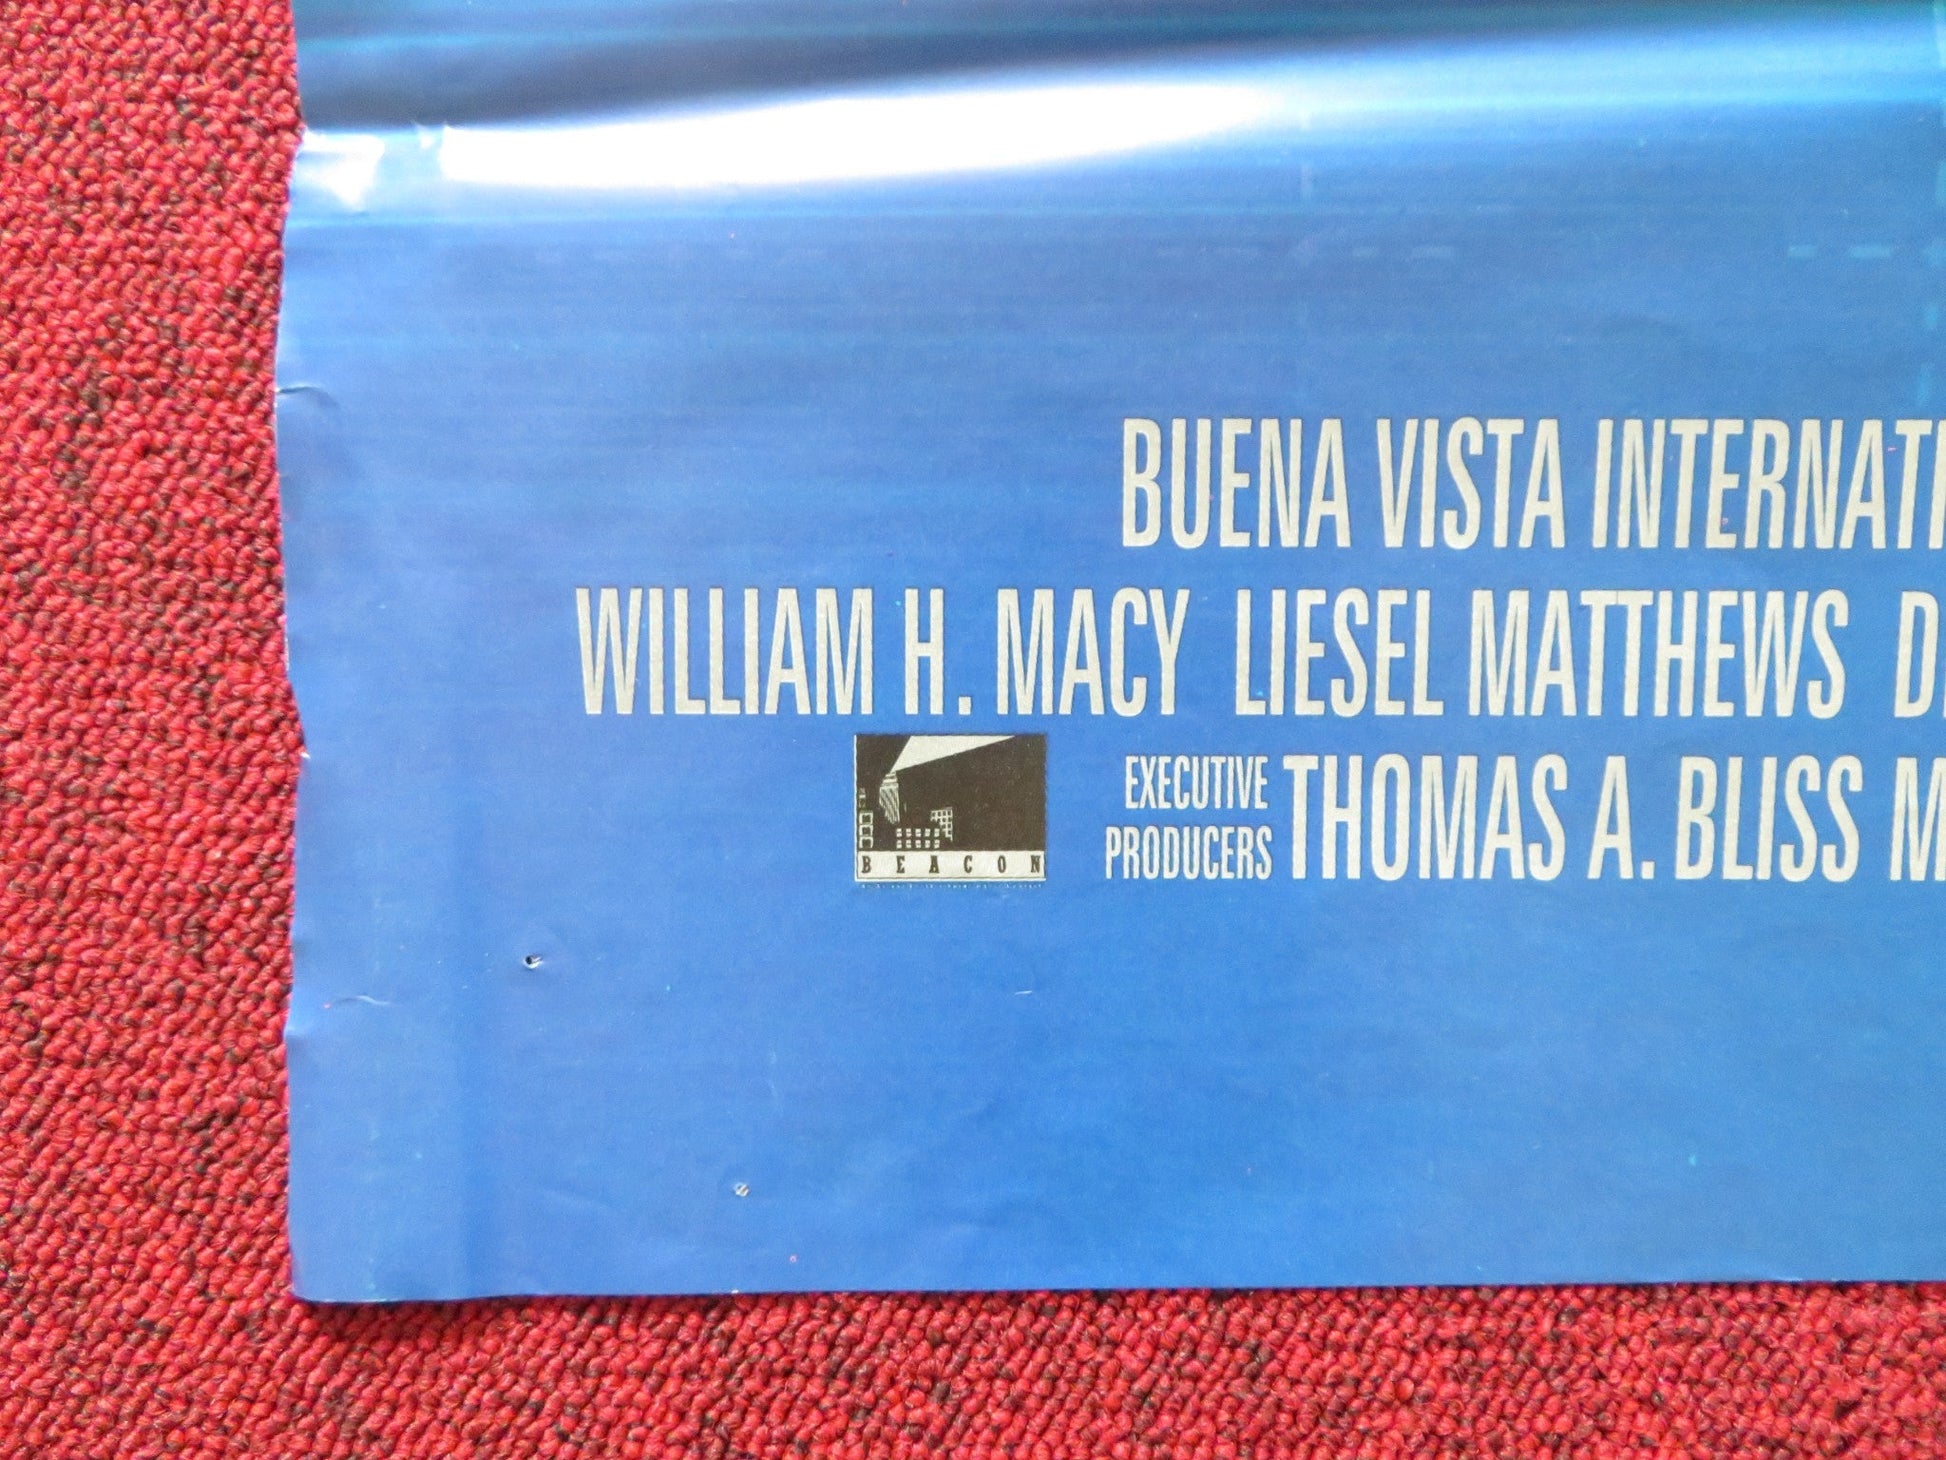 BUENA VISTA INTERNATI
WILLIAM H. MACY LIESEL MATTHEWS D
BEACON
EXECUTIVE PRODUCERS THOMAS A. BLISS M